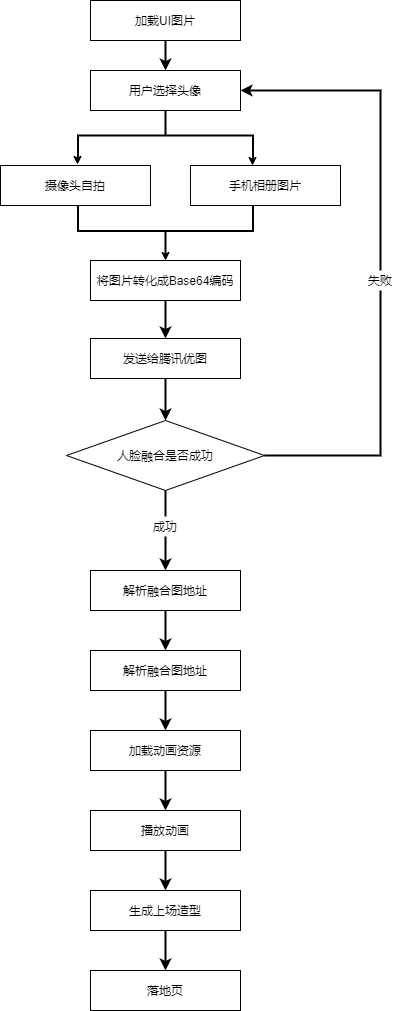 加载UI图片
用户选择头像
摄像头自拍
手机相册图片
将图片转化成Base64编码
失败
发送给腾讯优图
人脸融合是否成功
成功
解析融合图地址
解析融合图地址
加载动画资源
播放动画
生成上场造型
落地页